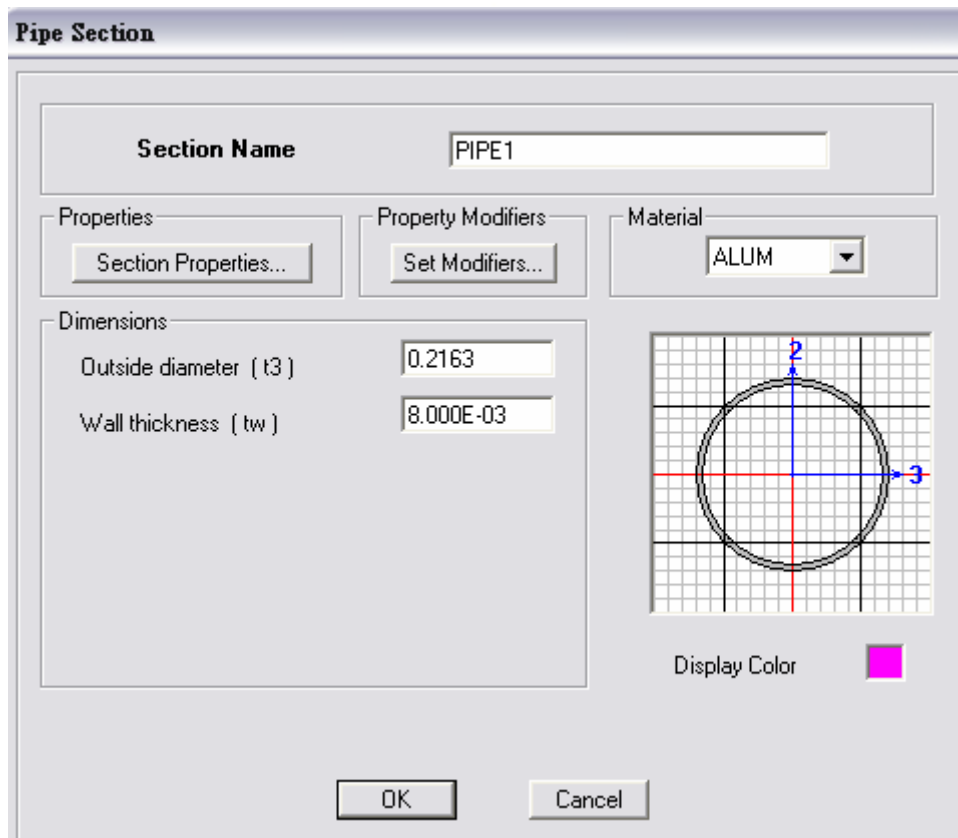 Pipe Section
Section Name
PIPE1
Properties
Property Modifiers
Material
Section Properties...
Set Modifiers...
ALUM
Dimensions
Outside diameter ( t3 )
0.2163
Wall thickness ( tw )
8.000E-03
2
3
Display Color
OK
Cancel